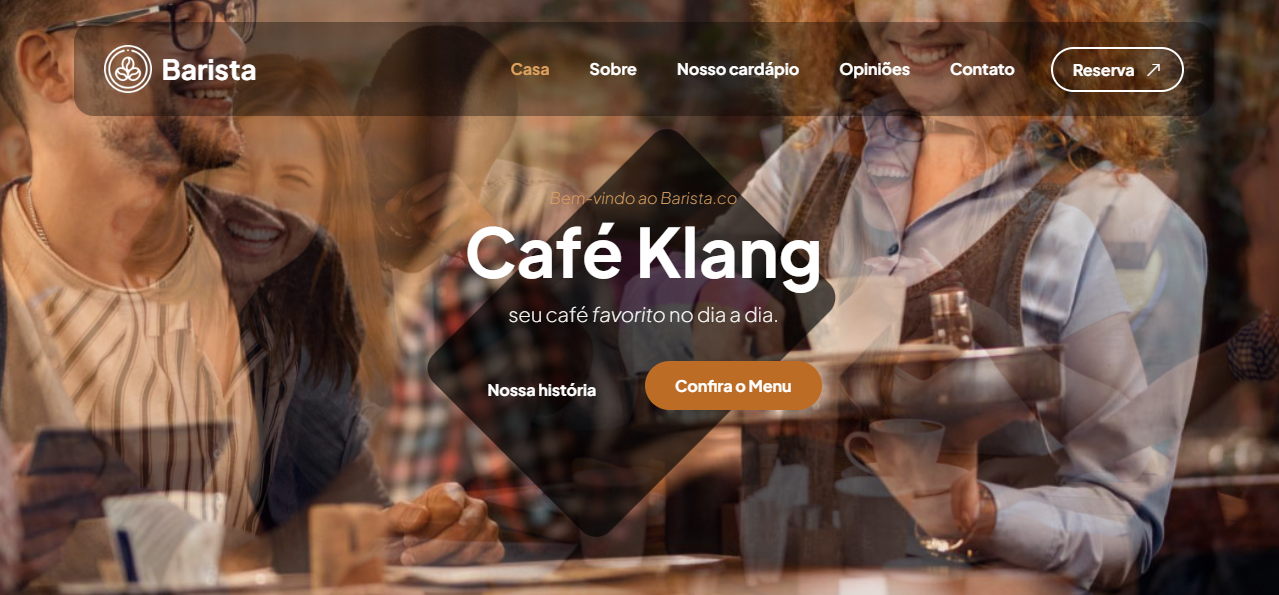 Barista
Casa Sobre Nosso cardápio Opiniões Contato Reserva
Bem-vindo ao Barista.co
Café Klang
seu café favorito no dia a dia.
Nossa história Confira o Menu